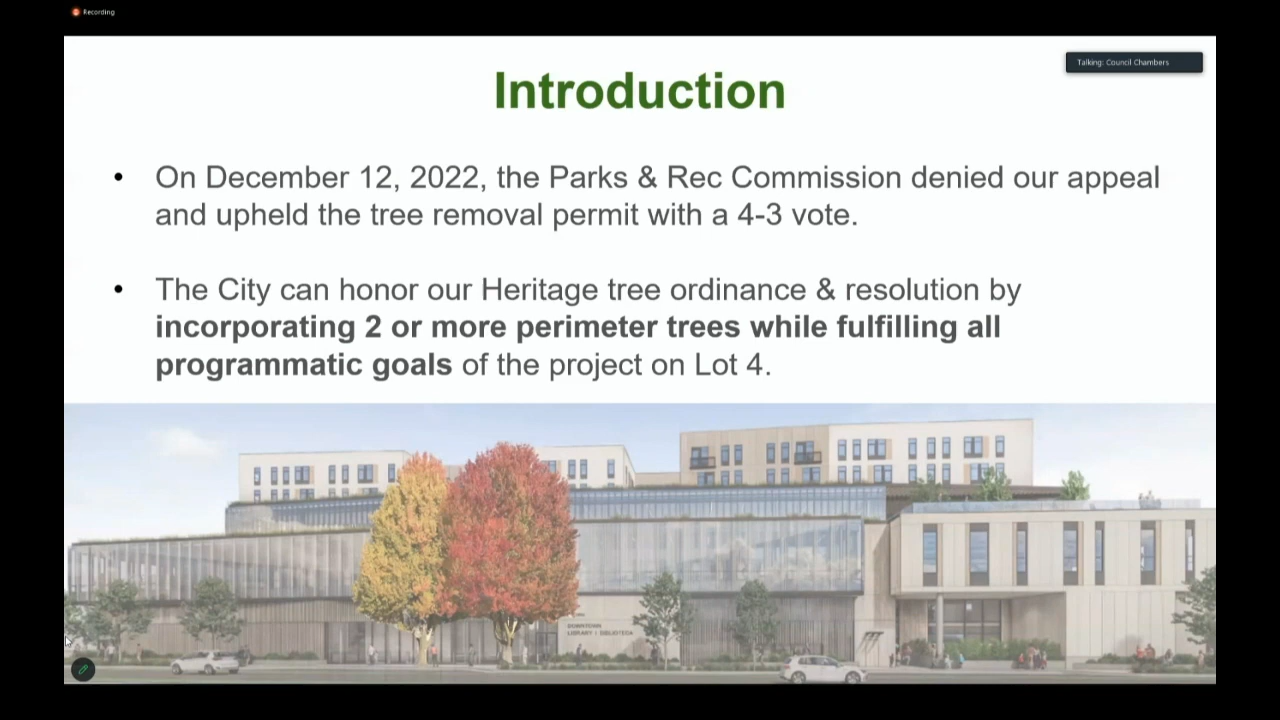 Recording
Talking: Council Chambers
Introduction
• On December 12, 2022, the Parks & Rec Commission denied our appeal
and upheld the tree removal permit with a 4-3 vote.
• The City can honor our Heritage tree ordinance & resolution by
incorporating 2 or more perimeter trees while fulfilling all
programmatic goals of the project on Lot 4.
DOWNTOWN
LIBRARY | BIBLIOTECA